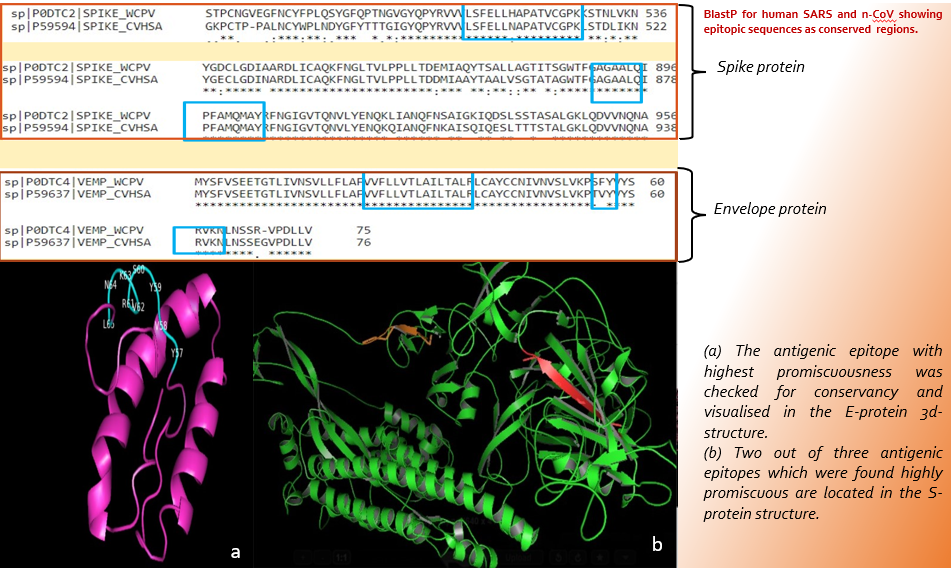 sp|P0DTC2|SPIKE_WCPV STPCNGVEGFNCYFPLQSYGFQPTNGVGYQPYRVVVLSFELLHAPATVCGPKKSTNLVKN 536
sp|P59594|SPIKE_CVHSA GKPCTP-PALNCYWPLNDYGFYTTTGIGYQPYRVVVLSFELLNAPATVCGPKLSTDLIKN 522
sp|P0DTC2|SPIKE_WCPV YGDCLGDIAARDLICAQKFNGLTVLPPLLTDEMIAQYTSALLAGTITSGWTFGAGAALQI 896
sp|P59594|SPIKE_CVHSA YGECLGDINARDLICAQKFNGLTVLPPLLTDDMIAAYTAALVSGTATAGWTFGAGAALQI 878
sp|P0DTC2|SPIKE_WCPV PFAMQMAYRFNGIGVTQNVLYENQKLIANQFNSAIGKIQDSLSSTASALGKLQDVVNQNA 956
sp|P59594|SPIKE_CVHSA PFAMQMAYRFNGIGVTQNVLYENQKQIANQFNKAISQIQESLTTTSTALGKLQDVVNQNA 938
BlastP for human SARS and n-CoV showing
epitopic sequences as conserved regions.
Spike protein
sp|P0DTC4|VEMP_WCPV MYSFVSEETGTLIVNSVLLFLAFVVFLLVTLAILTALRLCAYCCNIVNVSLVKPSFYVYS 60
sp|P59637|VEMP_CVHSA MYSFVSEETGTLIVNSVLLFLAFVVFLLVTLAILTALRLCAYCCNIVNVSLVKPTVYVYS 60
sp|P0DTC4|VEMP_WCPV RVKNLNSSR-VPDLLV 75
sp|P59637|VEMP_CVHSA RVKNLNSSEGVPDLLV 76
Envelope protein
N64 K63 S60 Y59
R61 V62
L65 V58
Y57
a
b
(a) The antigenic epitope with
highest promiscuousness was
checked for conservancy and
visualised in the E-protein 3d-
structure.
(b) Two out of three antigenic
epitopes which were found highly
promiscuous are located in the S-
protein structure.